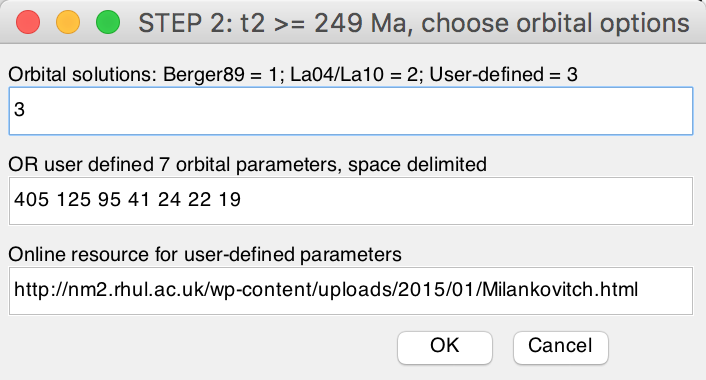 STEP 2: t2 >= 249 Ma, choose orbital options
Orbital solutions: Berger89 = 1; La04/La10 = 2; User-defined = 3
3
OR user defined 7 orbital parameters, space delimited
405 125 95 41 24 22 19
Online resource for user-defined parameters
http://nm2.rhul.ac.uk/wp-content/uploads/2015/01/Milankovitch.html
OK Cancel